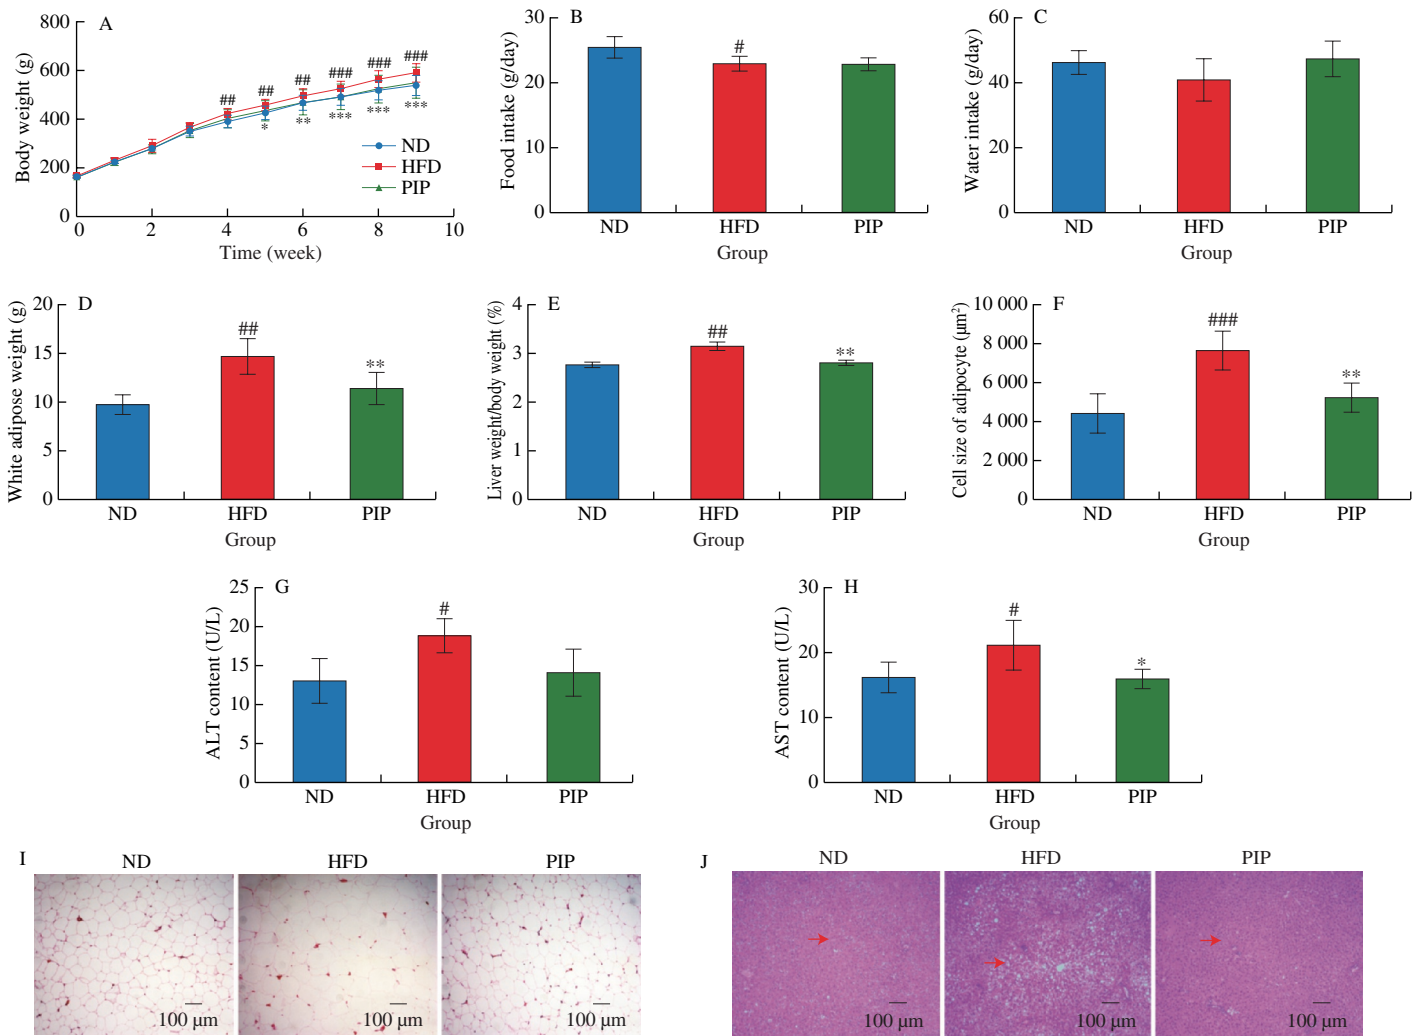 A
Body weight (g)
800
600
400
200
0
##
##
##
###
###
###
*
**
***
***
***
ND
HFD
PIP
0
2
4
6
8
10
Time (week)
B
Food intake (g/day)
30
20
10
0
#
ND
HFD
PIP
Group
C
Water intake (g/day)
60
40
20
0
ND
HFD
PIP
Group
D
White adipose weight (g)
20
15
10
5
0
##
**
ND
HFD
PIP
Group
E
Liver weight/body weight (%)
4
3
2
1
0
##
**
ND
HFD
PIP
Group
F
Cell size of adipocyte (μm²)
10 000
8 000
6 000
4 000
2 000
0
###
**
ND
HFD
PIP
Group
G
ALT content (U/L)
25
20
15
10
5
0
#
ND
HFD
PIP
Group
H
AST content (U/L)
30
20
10
0
#
*
ND
HFD
PIP
Group
I
ND
HFD
PIP
100 μm
100 μm
100 μm
J
ND
HFD
PIP
100 μm
100 μm
100 μm